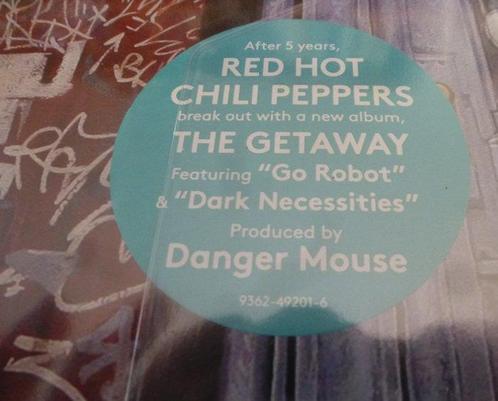 After 5 years,
RED HOT
CHILI PEPPERS
break out with a new album,
THE GETAWAY
Featuring "Go Robot"
& "Dark Necessities"
Produced by
Danger Mouse
9362-49201-6